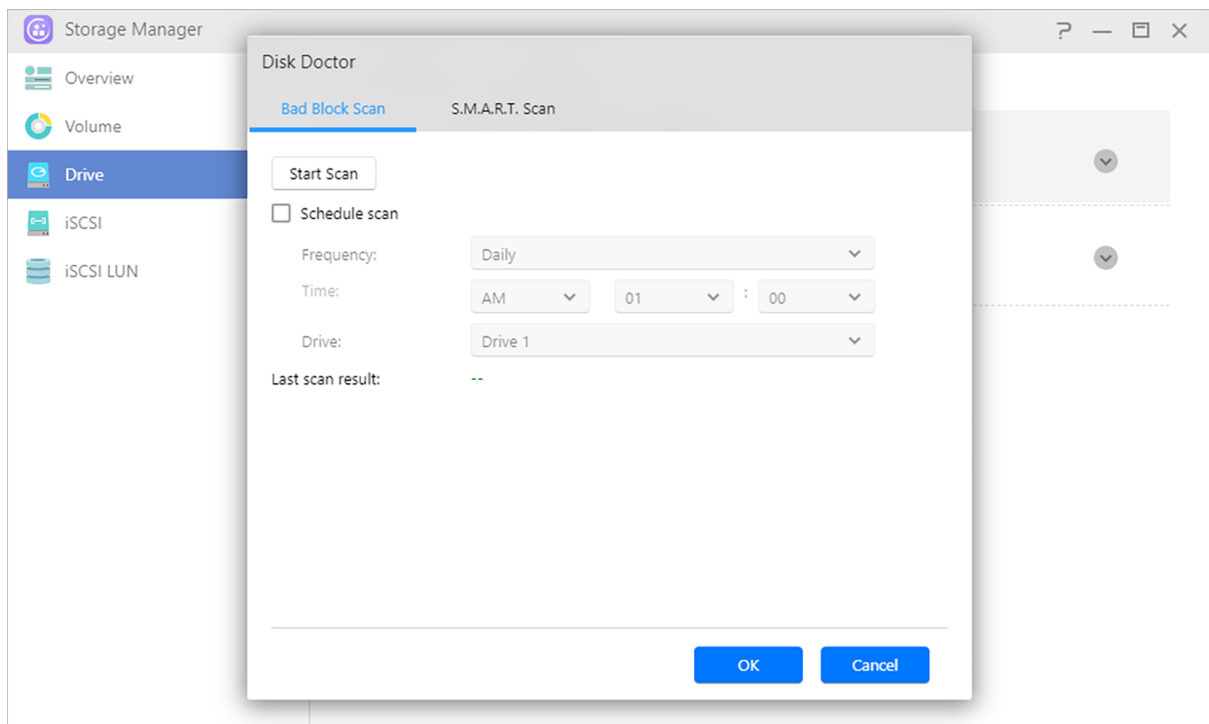 Storage Manager
Overview
Volume
Drive
iSCSI
iSCSI LUN
Disk Doctor
Bad Block Scan S.M.A.R.T. Scan
Start Scan
Schedule scan
Frequency: Daily
Time: AM 01 : 00
Drive: Drive 1
Last scan result: --
OK Cancel